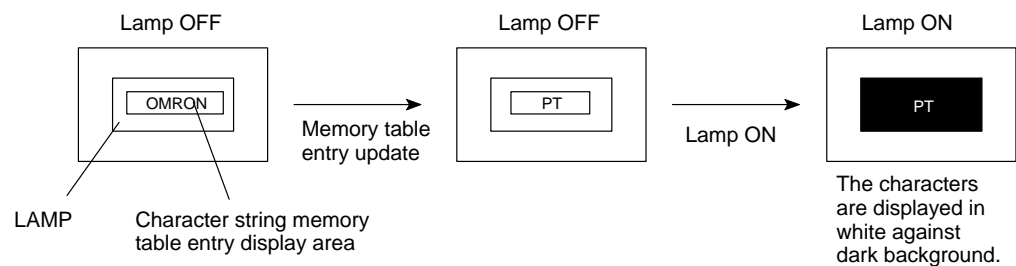 Lamp OFF
Lamp OFF
Lamp ON
OMRON
PT
PT
Memory table
entry update
Lamp ON
LAMP
Character string memory
table entry display area
The characters
are displayed in
white against
dark background.